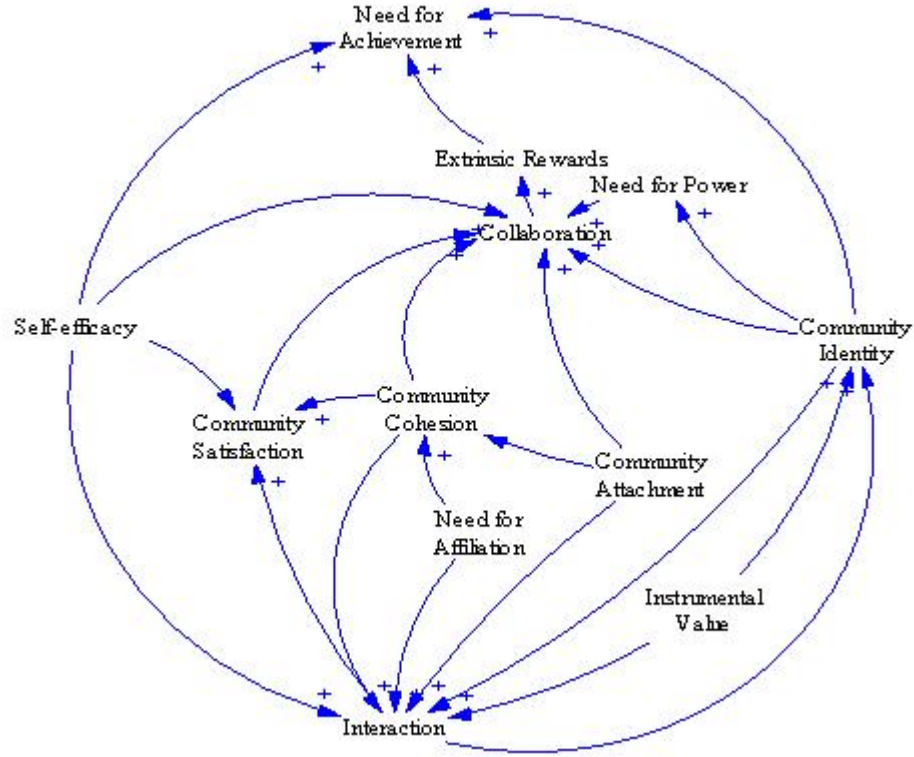 Need for
Achievement
Extrinsic Rewards
Need for Power
Collaboration
Self-efficacy
Community
Identity
Community
Cohesion
Community
Satisfaction
Community
Attachment
Need for
Affiliation
Instrumental
Value
Interaction